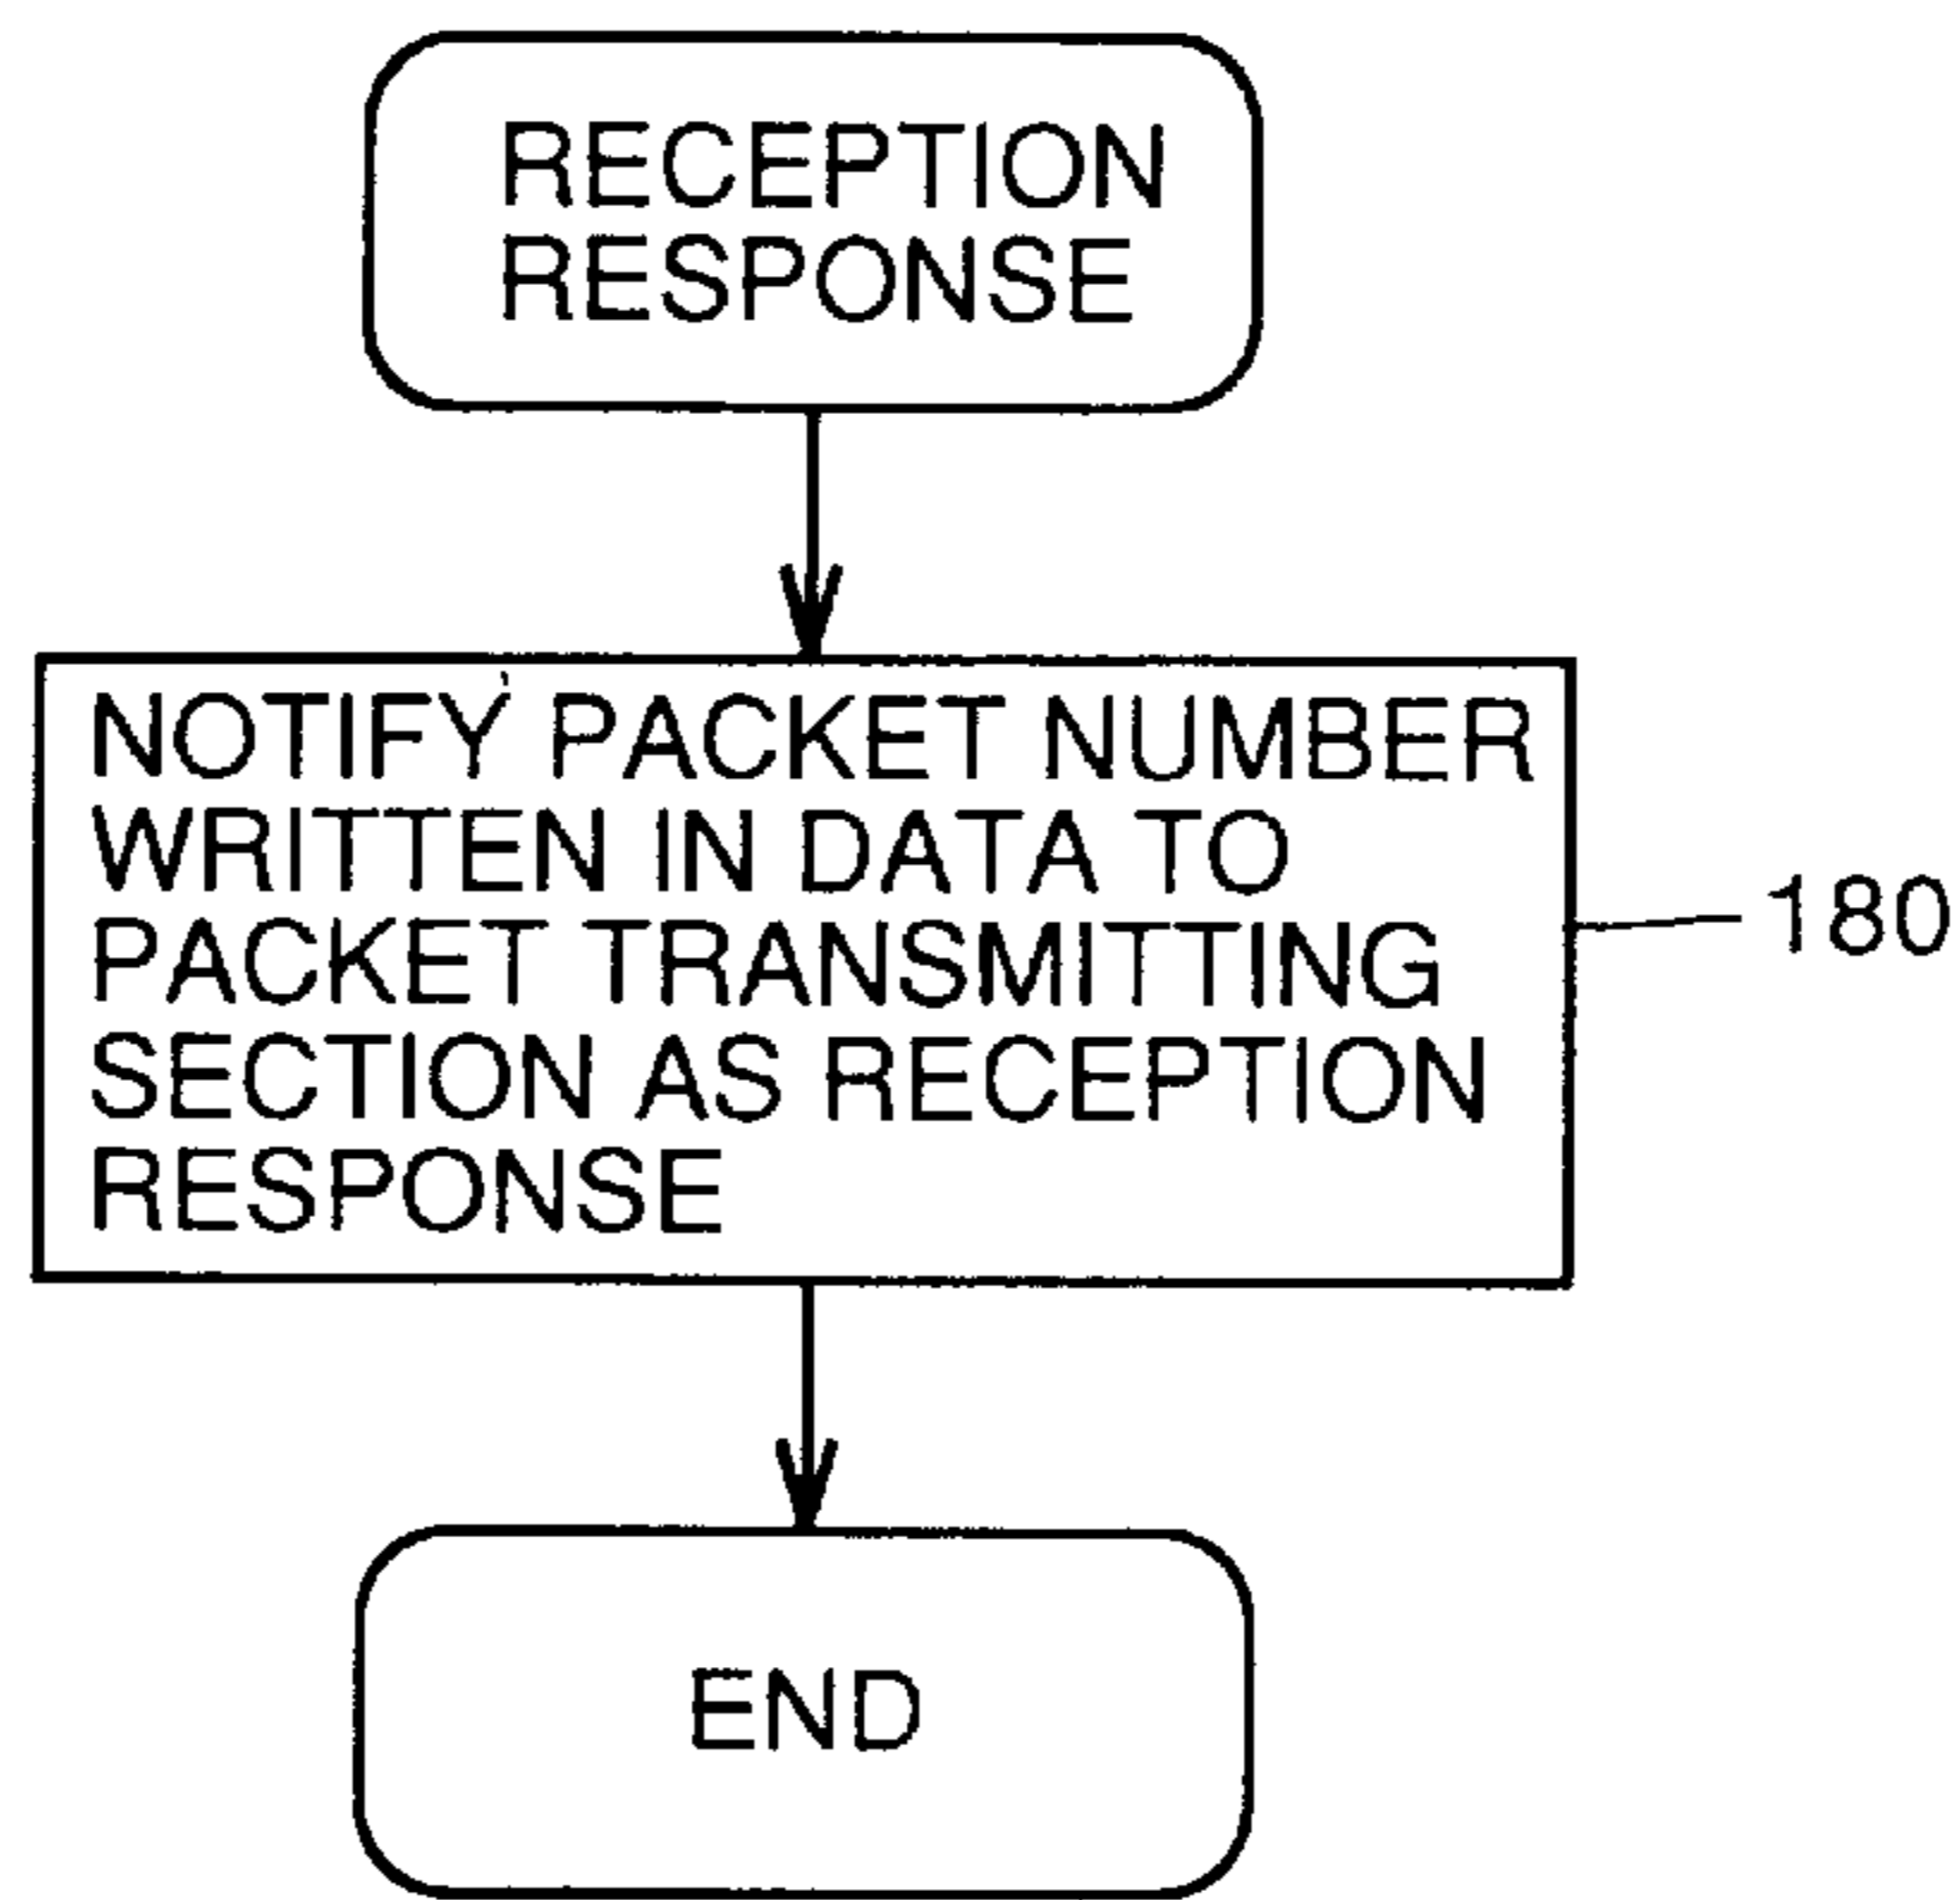 RECEPTION
RESPONSE
NOTIFY PACKET NUMBER
WRITTEN IN DATA TO
PACKET TRANSMITTING
SECTION AS RECEPTION
RESPONSE
180
END